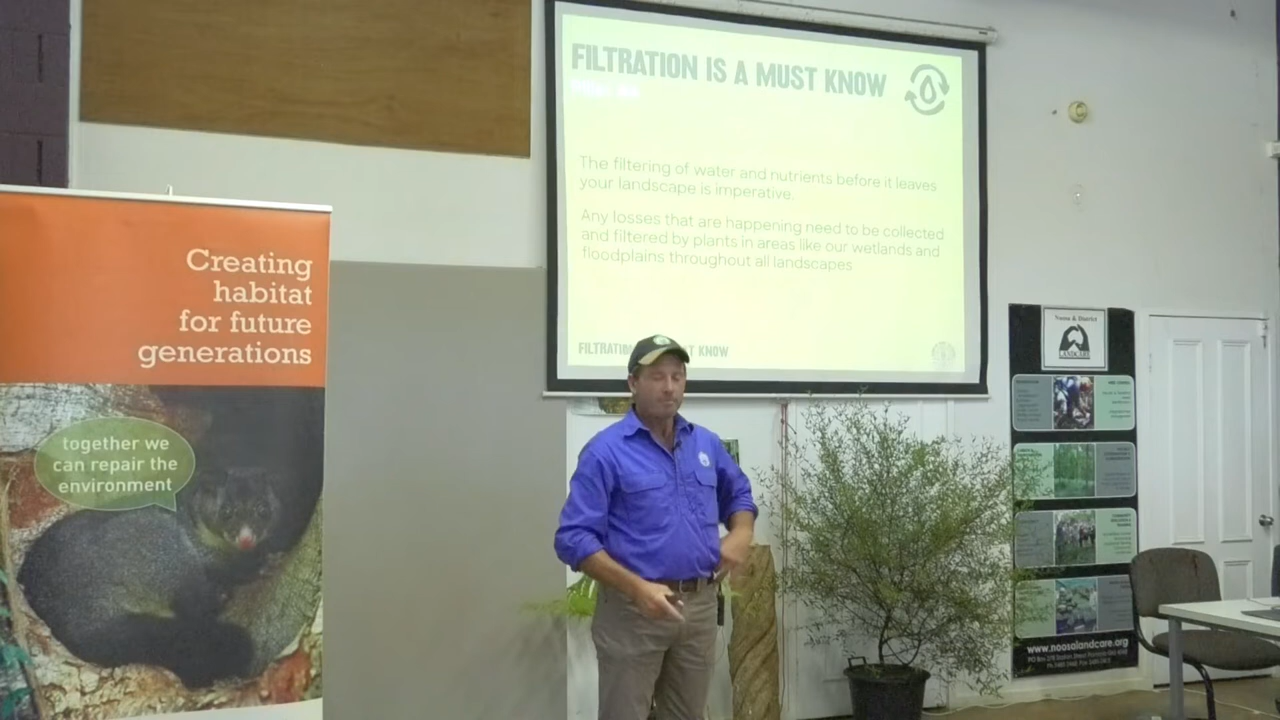 FILTRATION IS A MUST KNOW
The filtering of water and nutrients before it leaves
your landscape is imperative.
Any losses that are happening need to be collected
and filtered by plants in areas like our wetlands and
floodplains throughout all landscapes
FILTRATION
MUST KNOW
Creating
habitat
for future
generations
together we
can repair the
environment
Noosa & District
LANDCARE
www.noosalandcare.org